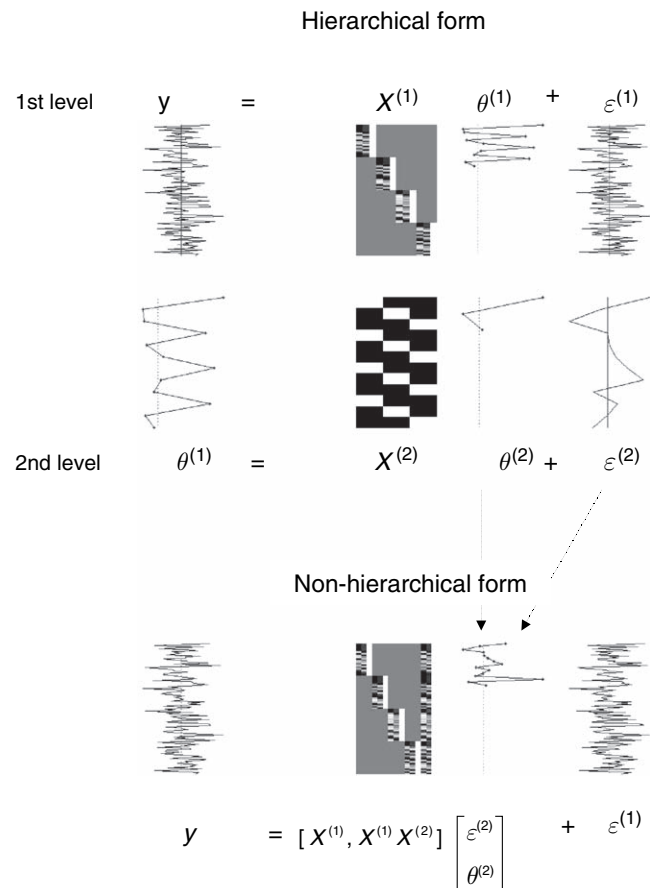 Hierarchical form
1st level y = X^(1) θ^(1) + ε^(1)
2nd level θ^(1) = X^(2) θ^(2) + ε^(2)
Non-hierarchical form
y = [ X^(1), X^(1) X^(2)] [ε^(2) θ^(2)] + ε^(1)